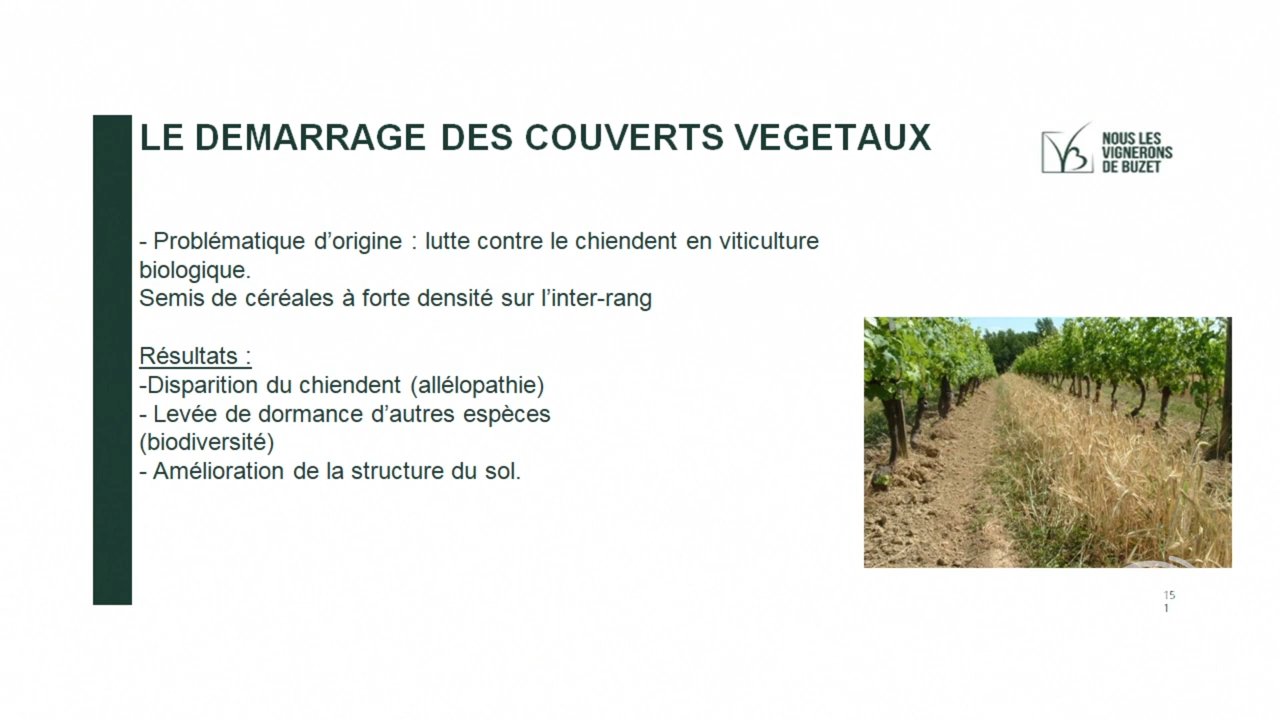 LE DEMARRAGE DES COUVERTS VEGETAUX
NOUS LES
VIGNERONS
DE BUZET
- Problématique d’origine : lutte contre le chiendent en viticulture
biologique.
Semis de céréales à forte densité sur l’inter-rang
Résultats :
-Disparition du chiendent (allélopathie)
- Levée de dormance d’autres espèces
(biodiversité)
- Amélioration de la structure du sol.
15
1